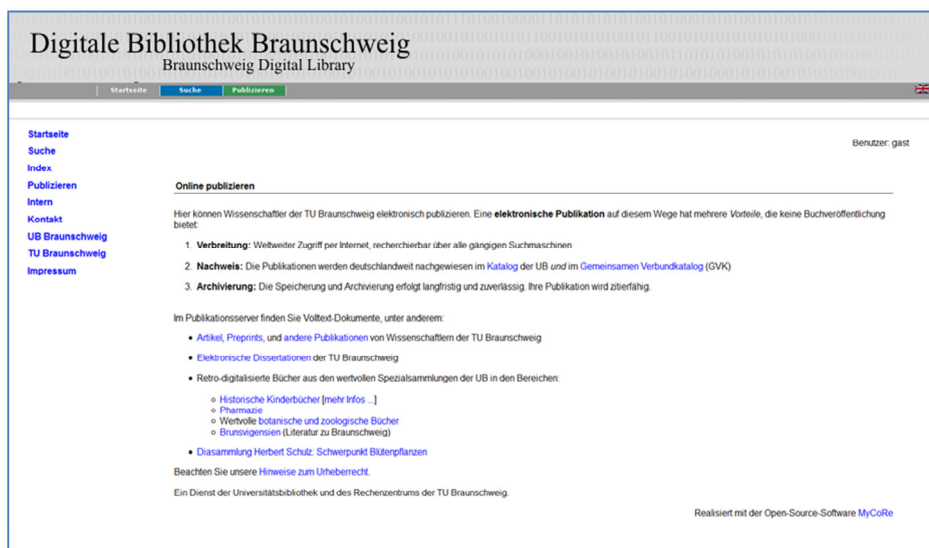 Digitale Bibliothek Braunschweig
Braunschweig Digital Library
Startseite Suche Publizieren
Startseite
Suche
Index
Publizieren
Intern
Kontakt
UB Braunschweig
TU Braunschweig
Impressum
Benutzer: gast
Online publizieren
Hier können Wissenschaftler der TU Braunschweig elektronisch publizieren. Eine elektronische Publikation auf diesem Wege hat mehrere Vorteile, die keine Buchveröffentlichung
bietet:
1. Verbreitung: Weltweiter Zugriff per Internet, recherchierbar über alle gängigen Suchmaschinen
2. Nachweis: Die Publikationen werden deutschlandweit nachgewiesen im Katalog der UB und im Gemeinsamen Verbundkatalog (GVK)
3. Archivierung: Die Speicherung und Archivierung erfolgt langfristig und zuverlässig. Ihre Publikation wird zitierfähig.
Im Publikationsserver finden Sie Volltext-Dokumente, unter anderem:
• Artikel, Preprints, und andere Publikationen von Wissenschaftlern der TU Braunschweig
• Elektronische Dissertationen der TU Braunschweig
• Retro-digitalisierte Bücher aus den wertvollen Spezialsammlungen der UB in den Bereichen:
o Historische Kinderbücher [mehr Infos ...]
o Pharmazie
o Wertvolle botanische und zoologische Bücher
o Brunsvigensien (Literatur zu Braunschweig)
• Diasammlung Herbert Schulz: Schwerpunkt Blütenpflanzen
Beachten Sie unsere Hinweise zum Urheberrecht.
Ein Dienst der Universitätsbibliothek und des Rechenzentrums der TU Braunschweig.
Realisiert mit der Open-Source-Software MyCoRe